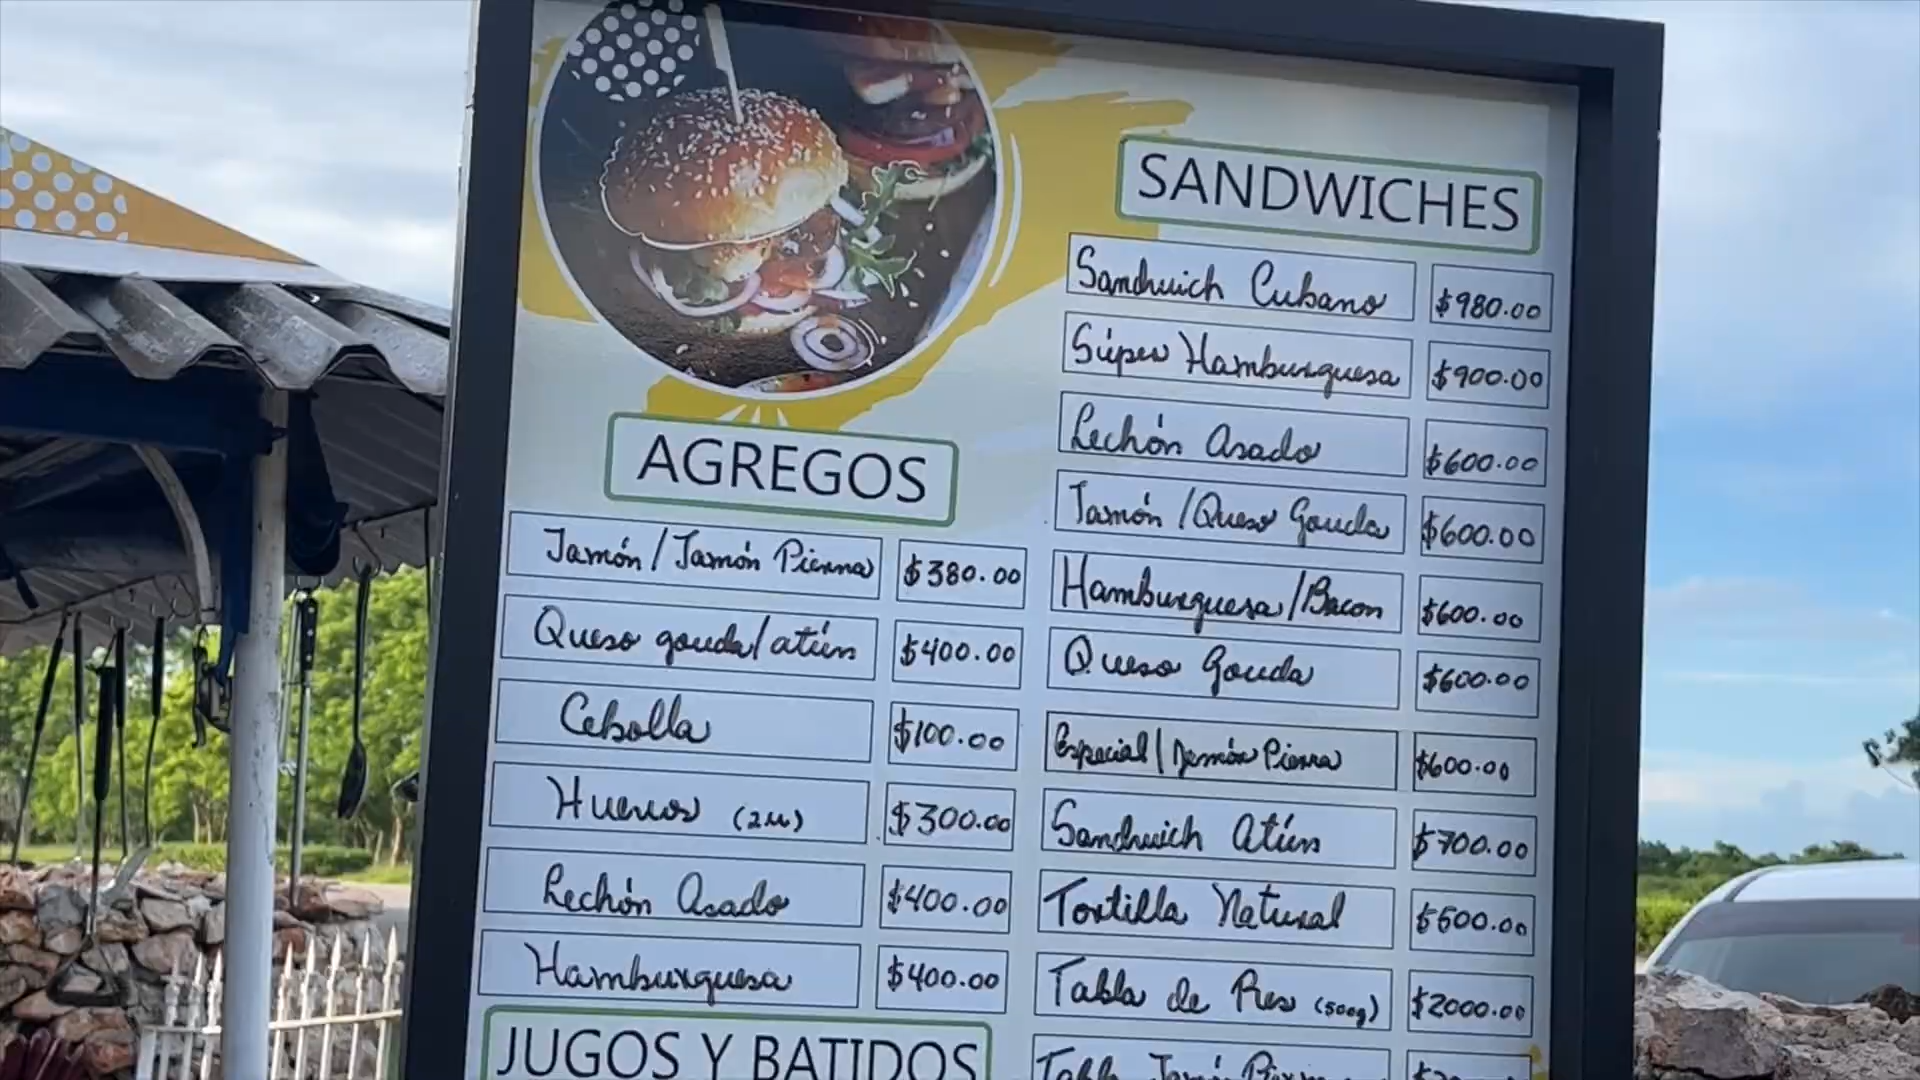 AGREGOS
Jamón/Jamón Pierna $380.00
Queso gouda/atún $400.00
Cebolla $100.00
Huevos (2u) $300.00
Lechón Asado $400.00
Hamburguesa $400.00
JUGOS Y BATIDOS
SANDWICHES
Sandwich Cubano $980.00
Súper Hamburguesa $900.00
Lechón Asado $600.00
Jamón/Queso Gouda $600.00
Hamburguesa/Bacon $600.00
Queso Gouda $600.00
Especial/Jamón Pierna $600.00
Sandwich Atún $700.00
Tortilla Natural $500.00
Tabla de Res (500g) $2000.00
Tabla Jamón